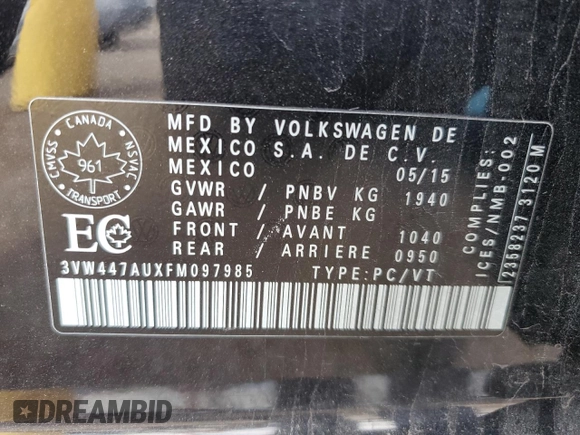 MFD BY VOLKSWAGEN DE
MEXICO S.A. DE C.V.
MEXICO 05/15
GVWR / PNBV KG 1940
GAWR / PNBE KG
FRONT / AVANT 1040
REAR / ARRIERE 0950
3VW447AUXFM097985 TYPE:PC/VT
CANADA
CMVSS
NSVAC
961
TRANSPORT
EC
COMPLIES:
ICES/NMB-002
2358237 3120 M
DREAMBID